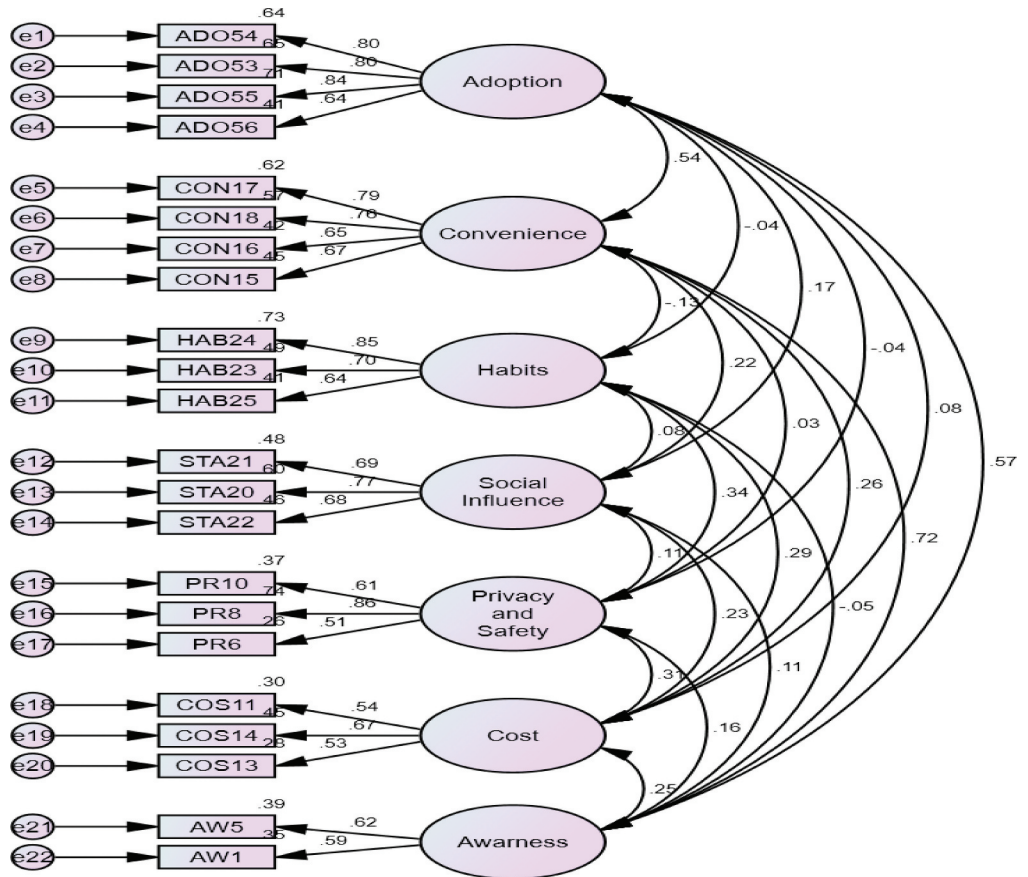 .64
e1 ADO54 .80
.65
e2 ADO53 .80
.71
e3 ADO55 .84
.41
e4 ADO56 .64
Adoption
.54
.62
e5 CON17 .79
.57
e6 CON18 .76
.42
e7 CON16 .65
.45
e8 CON15 .67
Convenience
-.04
-.13
.17
.73
e9 HAB24 .85
.49
e10 HAB23 .70
.41
e11 HAB25 .64
Habits
.22
-.04
.08
.03
.08
.57
.48
e12 STA21 .69
.60
e13 STA20 .77
.46
e14 STA22 .68
Social
Influence
.34
.26
.11
.29
.72
.37
e15 PR10 .61
.74
e16 PR8 .86
.26
e17 PR6 .51
Privacy
and
Safety
.23
-.05
.31
.11
.30
e18 COS11 .54
.45
e19 COS14 .67
.28
e20 COS13 .53
Cost
.16
.25
.39
e21 AW5 .62
.35
e22 AW1 .59
Awarness